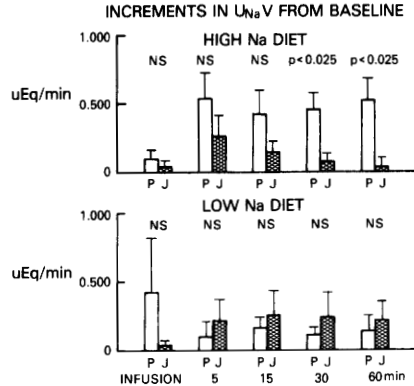 INCREMENTS IN UNaV FROM BASELINE
HIGH Na DIET
1.000
NS NS NS p<0.025 p<0.025
uEq/min
0.500
0
P J P J P J P J P J
LOW Na DIET
1.000
NS NS NS NS NS
uEq/min
0.500
0
P J P J P J P J P J
INFUSION 5 15 30 60min